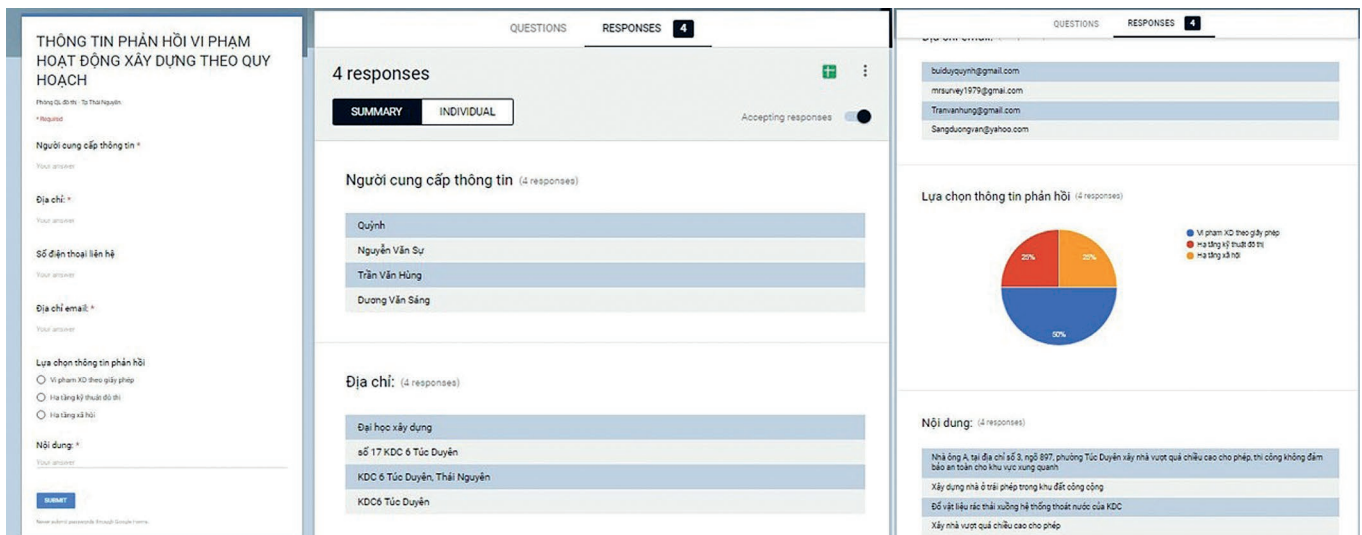 THÔNG TIN PHẢN HỒI VI PHẠM
HOẠT ĐỘNG XÂY DỰNG THEO QUY
HOẠCH
Phòng QL đô thị - Tp Thái Nguyên
* Required
Người cung cấp thông tin *
Your answer
Địa chỉ: *
Your answer
Số điện thoại liên hệ
Your answer
Địa chỉ email: *
Your answer
Lựa chọn thông tin phản hồi
Vi phạm XD theo giấy phép
Hạ tầng kỹ thuật đô thị
Hạ tầng xã hội
Nội dung: *
Your answer
SUBMIT
Never submit passwords through Google Forms.
QUESTIONS RESPONSES 4
4 responses
SUMMARY INDIVIDUAL
Accepting responses
Người cung cấp thông tin (4 responses)
Quỳnh
Nguyễn Văn Sự
Trần Văn Hùng
Dương Văn Sáng
Địa chỉ: (4 responses)
Đại học xây dựng
số 17 KDC 6 Túc Duyên
KDC 6 Túc Duyên, Thái Nguyên
KDC6 Túc Duyên
QUESTIONS RESPONSES 4
Địa chỉ email:
buiduyquynh@gmail.com
mrsurvey1979@gmai.com
Tranvanhung@gmail.com
Sangduongvan@yahoo.com
Lựa chọn thông tin phản hồi (4 responses)
Vi phạm XD theo giấy phép
Hạ tầng kỹ thuật đô thị
Hạ tầng xã hội
25% 25%
50%
Nội dung: (4 responses)
Nhà ông A, tại địa chỉ số 3, ngõ 897, phường Túc Duyên xây nhà vượt quá chiều cao cho phép, thi công không đảm
bảo an toàn cho khu vực xung quanh
Xây dựng nhà ở trái phép trong khu đất công cộng
Đổ vật liệu rác thải xuống hệ thống thoát nước của KDC
Xây nhà vượt quá chiều cao cho phép